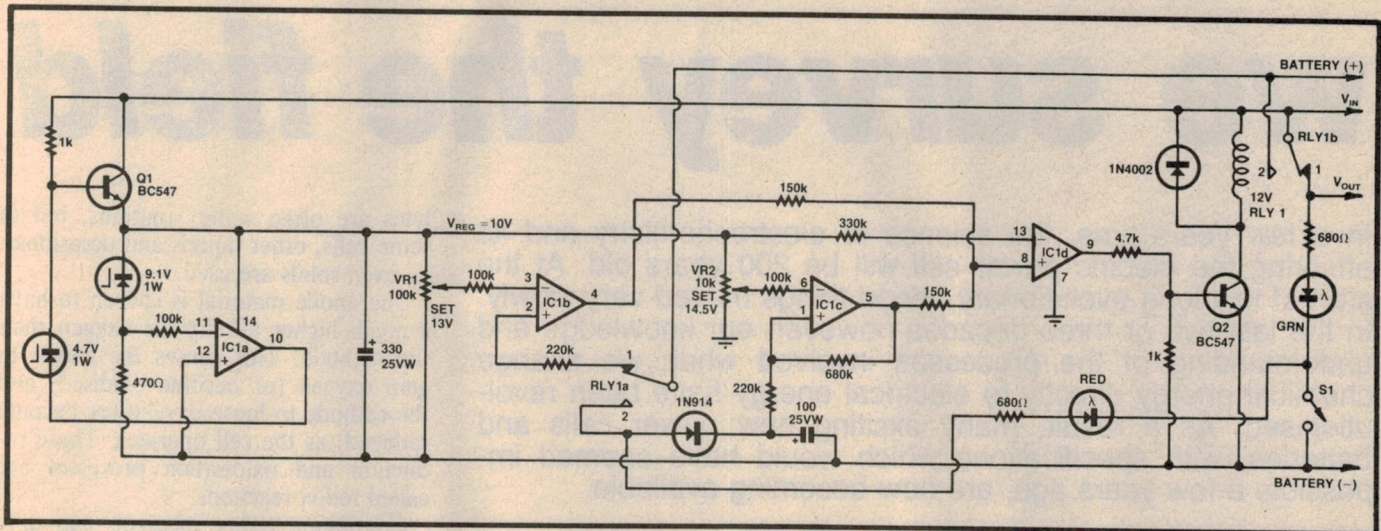 BATTERY (+)
V_IN
1k
Q1
BC547
RLY1b
1N4002
2
1
12V
RLY 1
V_OUT
150k
V_REG =10V
330k
9.1V
1W
VR1
100k
SET
13V
100k
3
2
IC1b
4
VR2
10k
SET
14.5V
100k
6
7
IC1c
5
150k
13
8
IC1d
9
7
4.7k
680Ω
GRN
Q2
BC547
1k
S1
100k
11
12
14
IC1a
10
4.7V
1W
470Ω
330
25VW
220k
RLY1a
1
2
1N914
220k
680k
100
25VW
680Ω
RED
λ
λ
BATTERY (−)